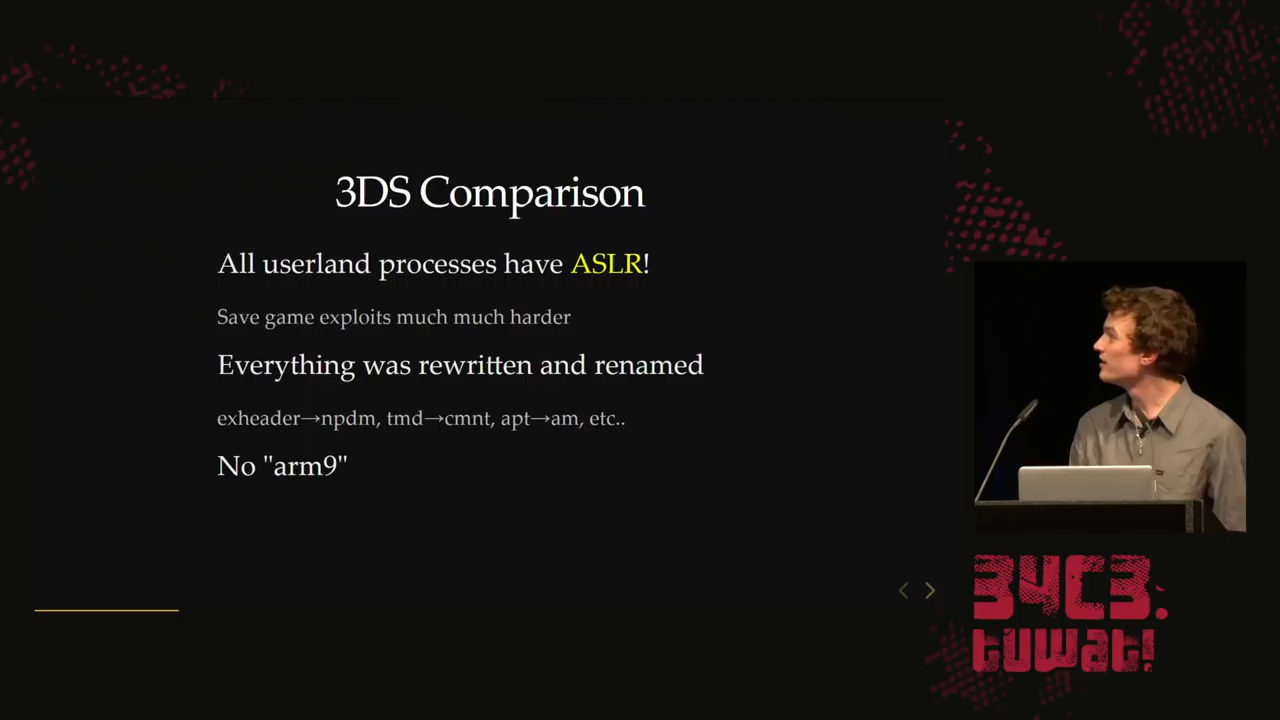 3DS Comparison
All userland processes have ASLR!
Save game exploits much much harder
Everything was rewritten and renamed
exheader→npdm, tmd→cmnt, apt→am, etc..
No "arm9"
34C3.
tuwat!